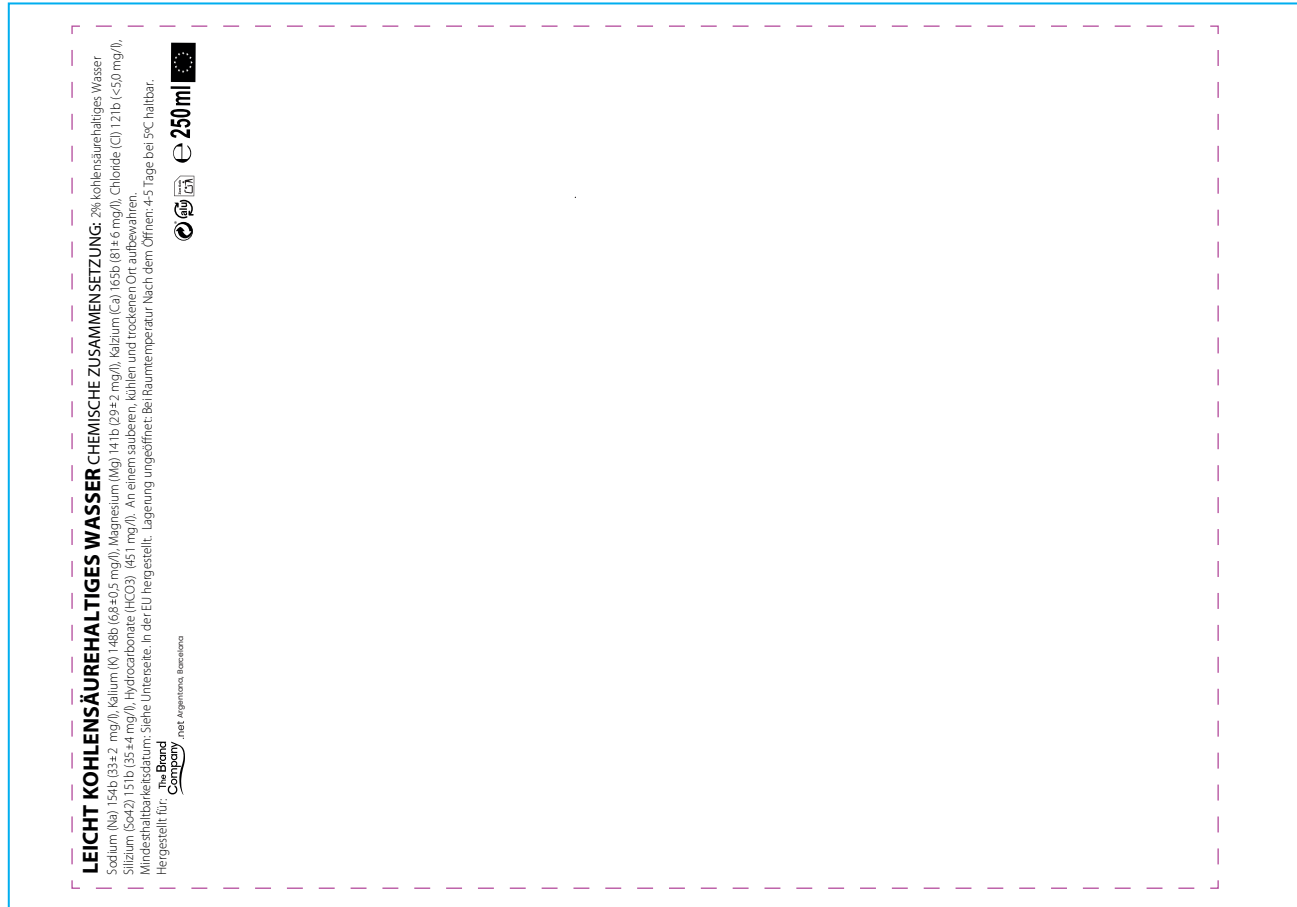 LEICHT KOHLENSÄUREHALTIGES WASSER CHEMISCHE ZUSAMMENSETZUNG: 2% kohlensäurehaltiges Wasser
Sodium (Na) 154b (33±2 mg/l), Kalium (K) 148b (6,8±0,5 mg/l), Magnesium (Mg) 141b (29±2 mg/l), Kalzium (Ca) 165b (81±6 mg/l), Chloride (Cl) 121b (<5,0 mg/l),
Silizium (So42) 151b (35±4 mg/l), Hydrocarbonate (HCO3) (451 mg/l). An einem sauberen, kühlen und trockenen Ort aufbewahren.
Mindesthaltbarkeitsdatum: Siehe Unterseite. In der EU hergestellt. Lagerung ungeöffnet: Bei Raumtemperatur Nach dem Öffnen: 4-5 Tage bei 5ºC haltbar.
Hergestellt für: The Brand
Company .net Argentona, Barcelona
alu ℮ 250ml